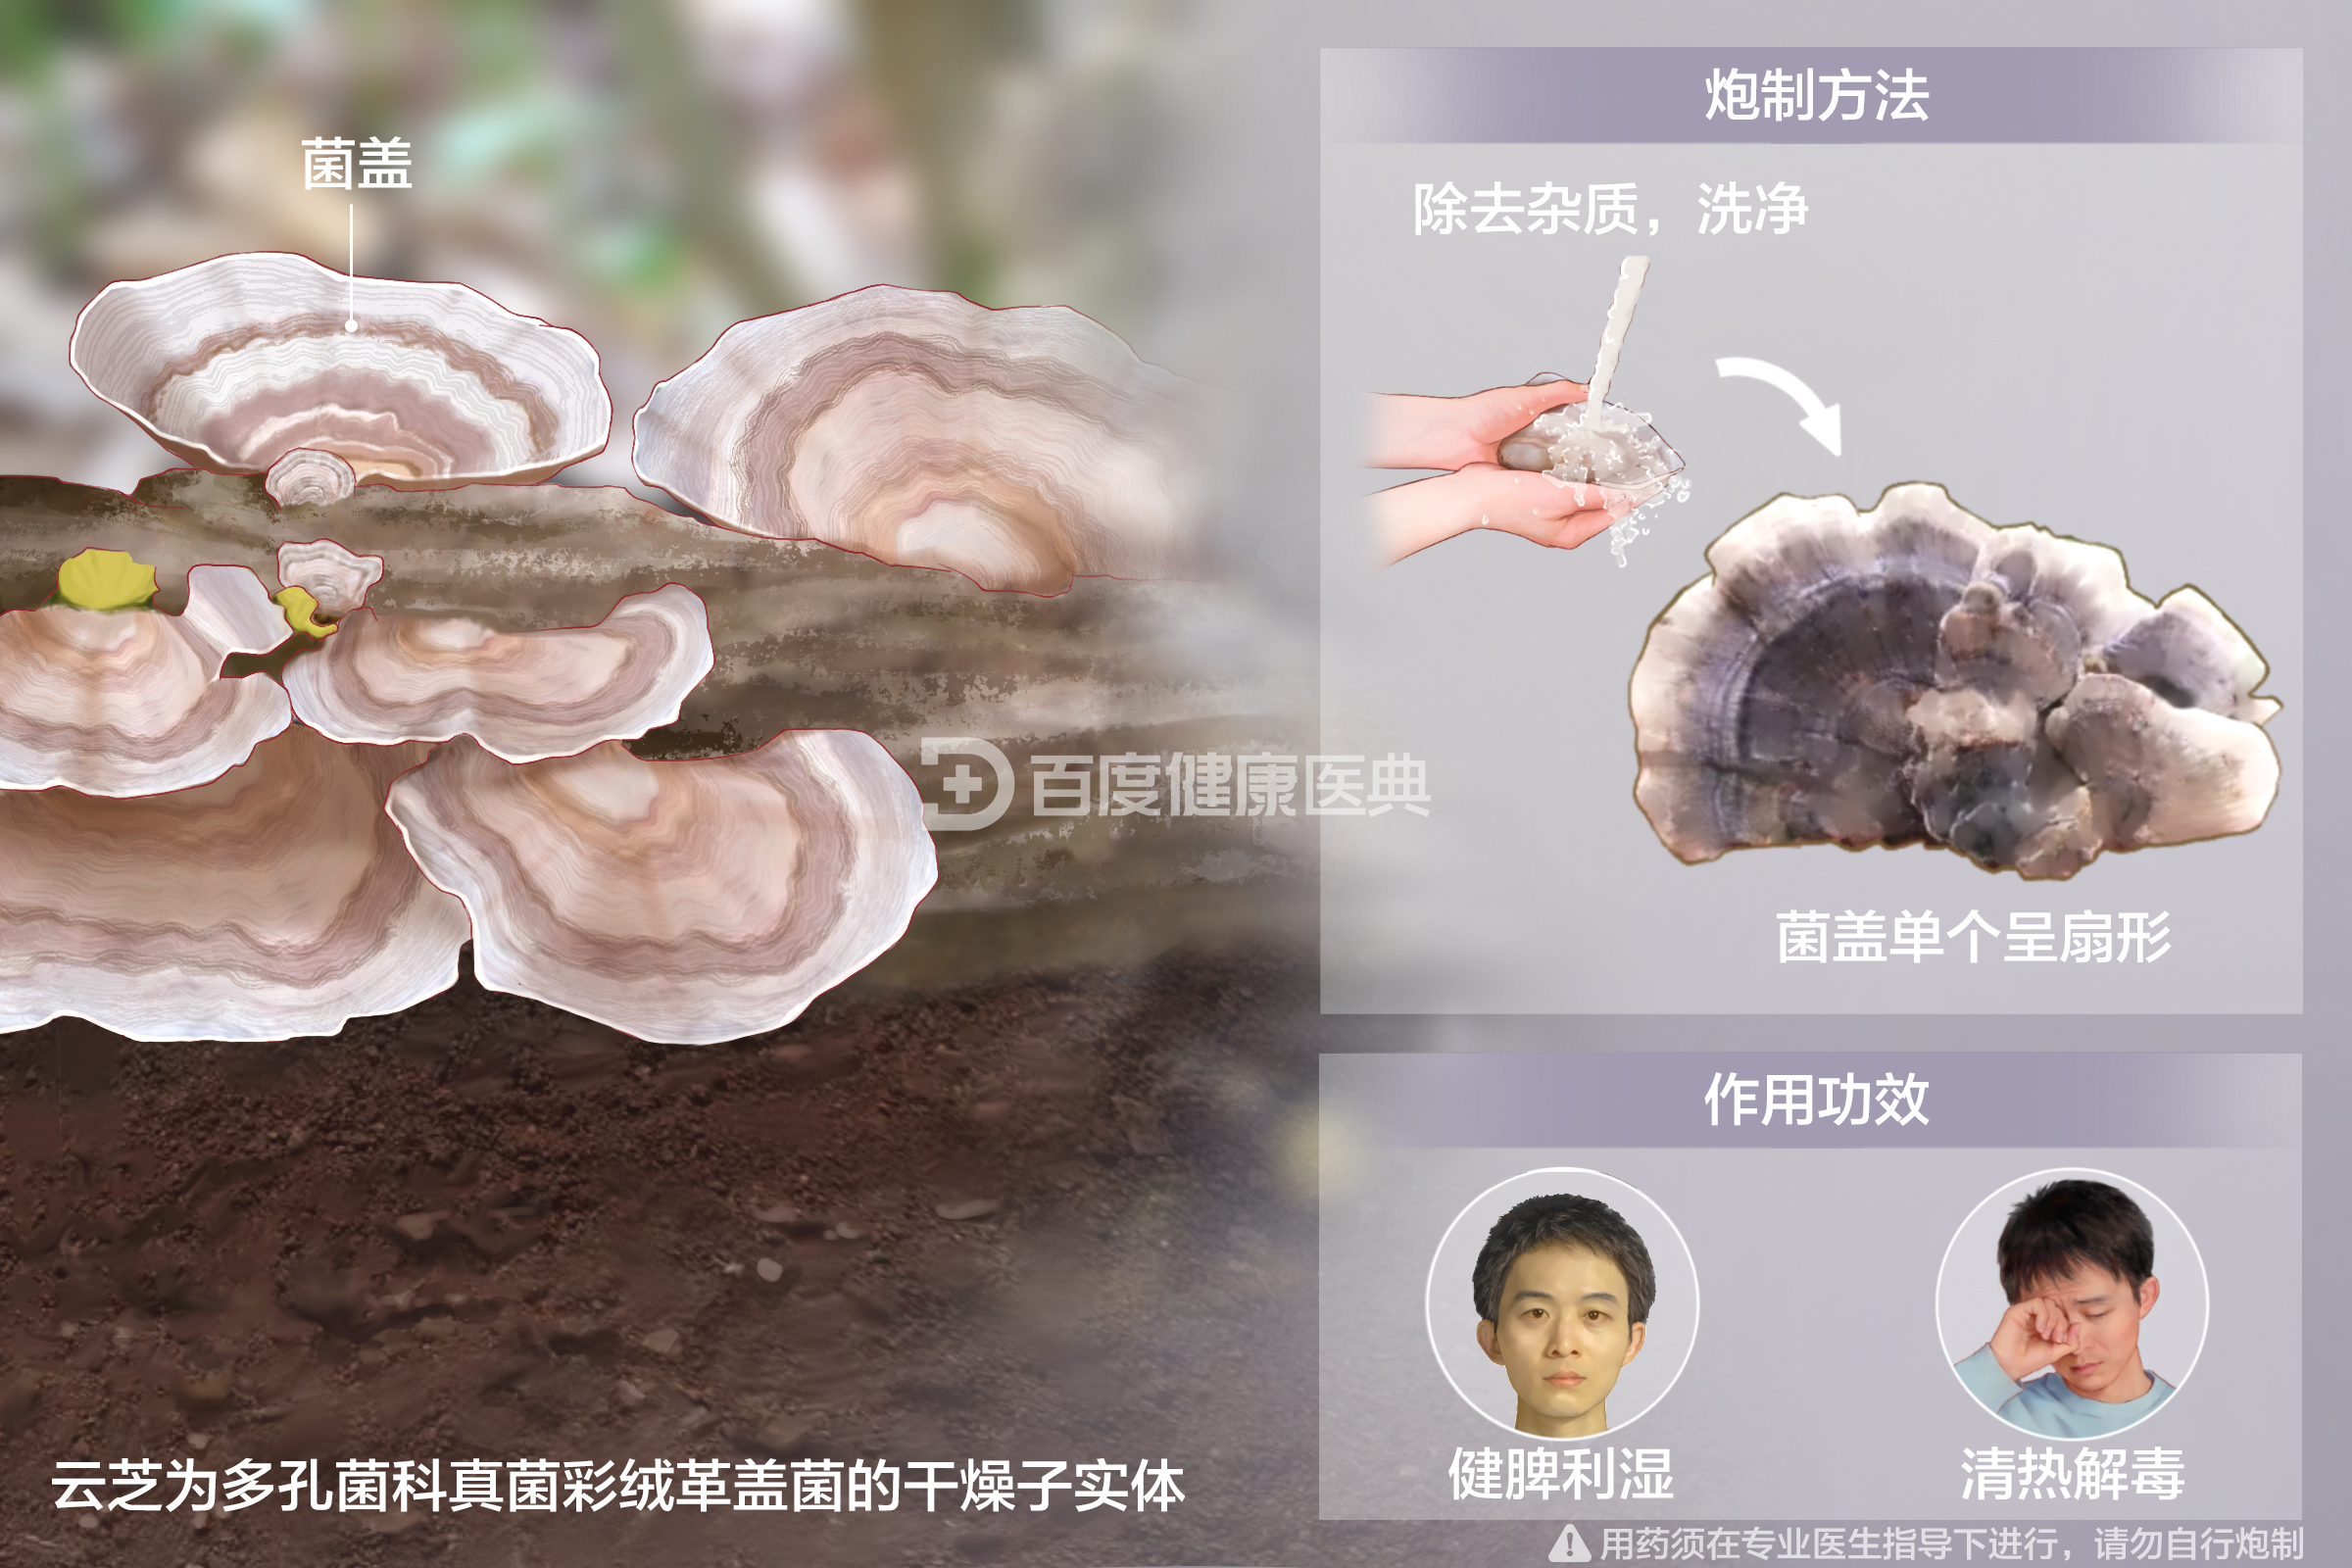 菌盖
云芝为多孔菌科真菌彩绒革盖菌的干燥子实体
百度健康医典
炮制方法
除去杂质，洗净
菌盖单个呈扇形
作用功效
健脾利湿
清热解毒
用药须在专业医生指导下进行，请勿自行炮制